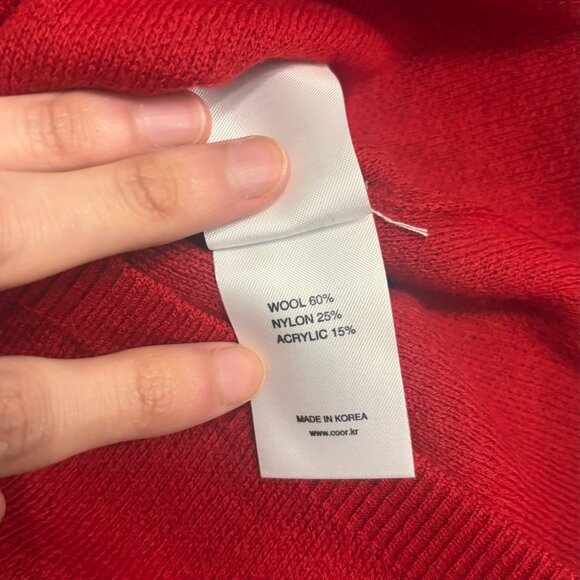 WOOL 60%
NYLON 25%
ACRYLIC 15%
MADE IN KOREA
www.coor.kr